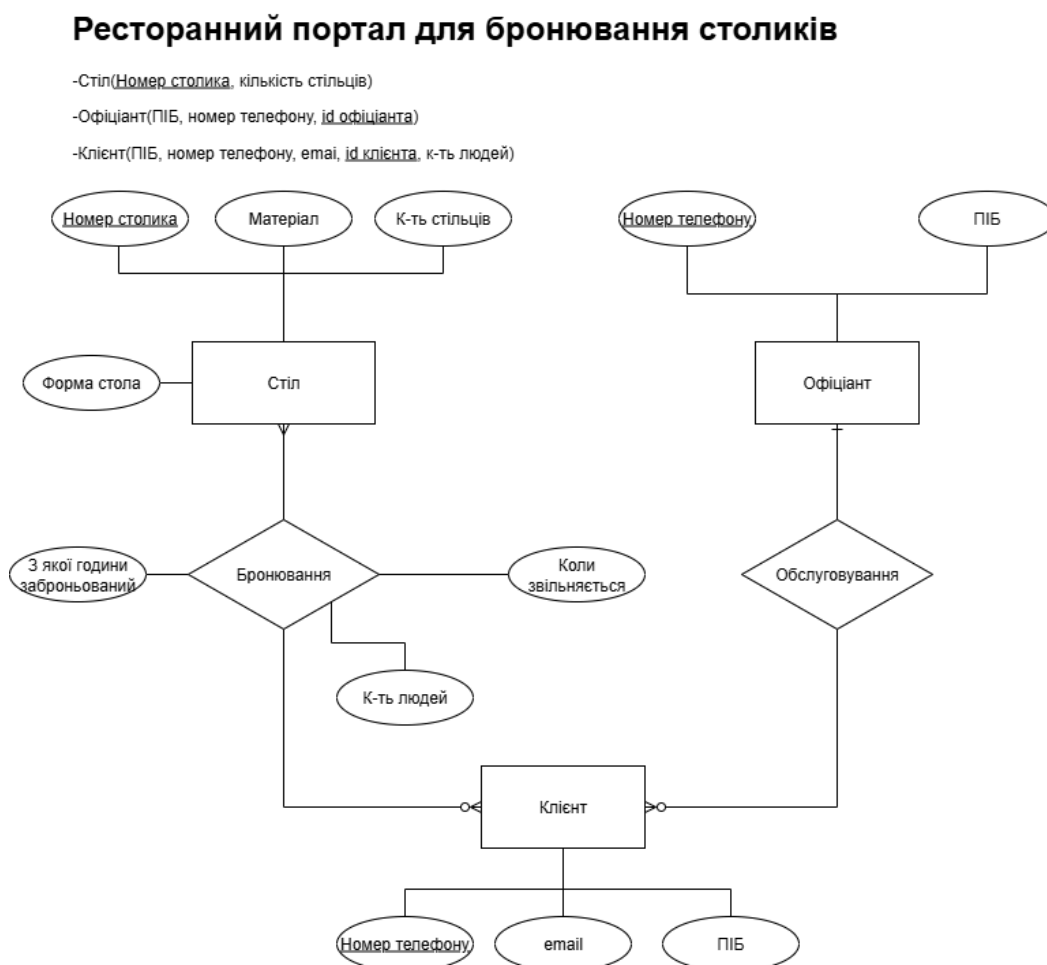 Ресторанний портал для бронювання столиків
-Стіл(Номер столика, кількість стільців)
-Офіціант(ПІБ, номер телефону, id офіціанта)
-Клієнт(ПІБ, номер телефону, emai, id клієнта, к-ть людей)
Номер столика
Матеріал
К-ть стільців
Номер телефону
ПІБ
Форма стола
Стіл
Офіціант
З якої години
заброньований
Бронювання
Коли
звільняється
Обслуговування
К-ть людей
Клієнт
Номер телефону
email
ПІБ